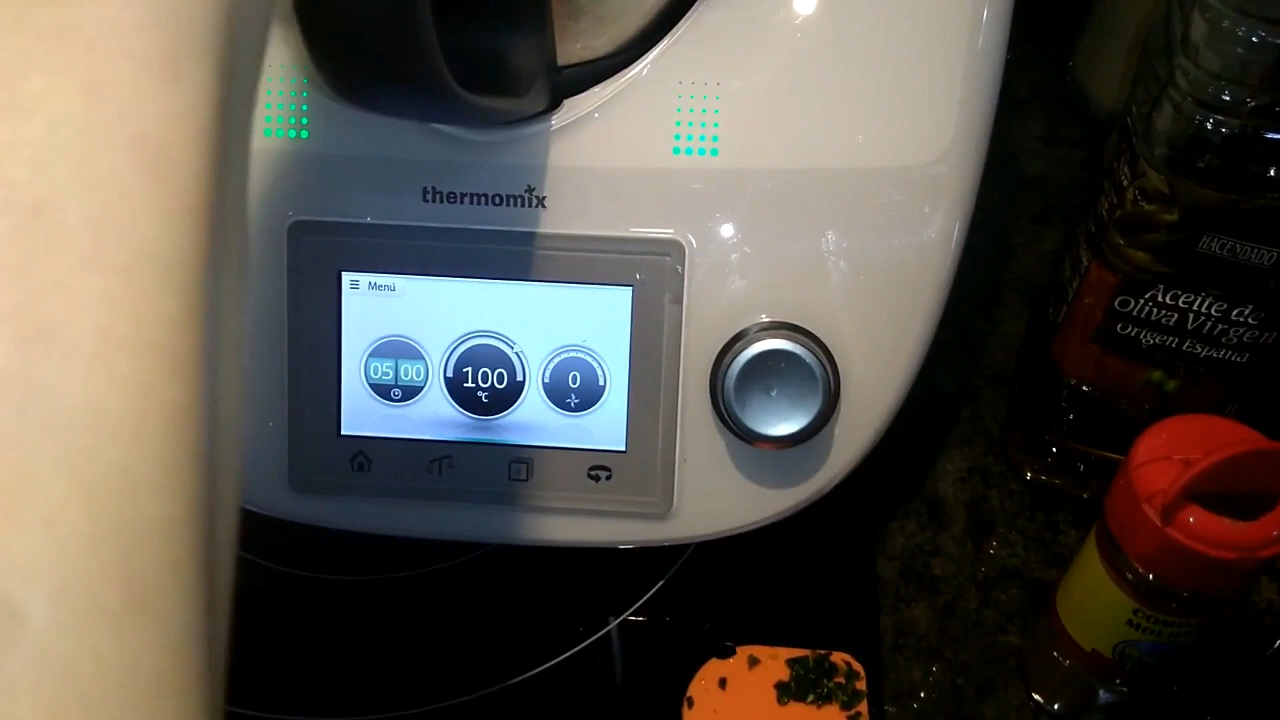 thermomix
Menú
05 00
100
°C
0
HACENDADO
Aceite de
Oliva Virgen
Origen España